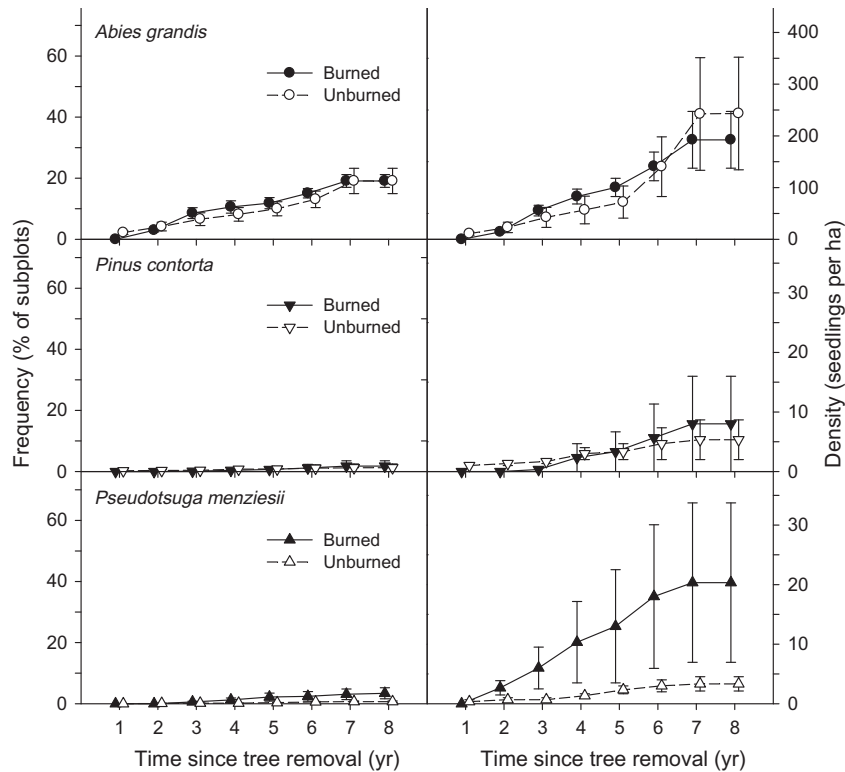 Abies grandis
Burned
Unburned
60
40
20
0
400
300
200
100
0
Pinus contorta
Burned
Unburned
60
40
20
0
30
20
10
0
Pseudotsuga menziesii
Burned
Unburned
60
40
20
0
30
20
10
0
Frequency (% of subplots)
Density (seedlings per ha)
1 2 3 4 5 6 7 8
1 2 3 4 5 6 7 8
Time since tree removal (yr)
Time since tree removal (yr)